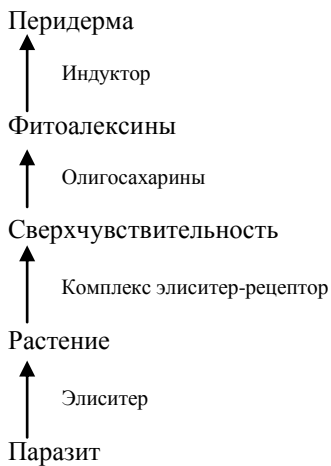 Перидерма
Индуктор
Фитоалексины
Олигосахарины
Сверхчувствительность
Комплекс элиситер-рецептор
Растение
Элиситер
Паразит